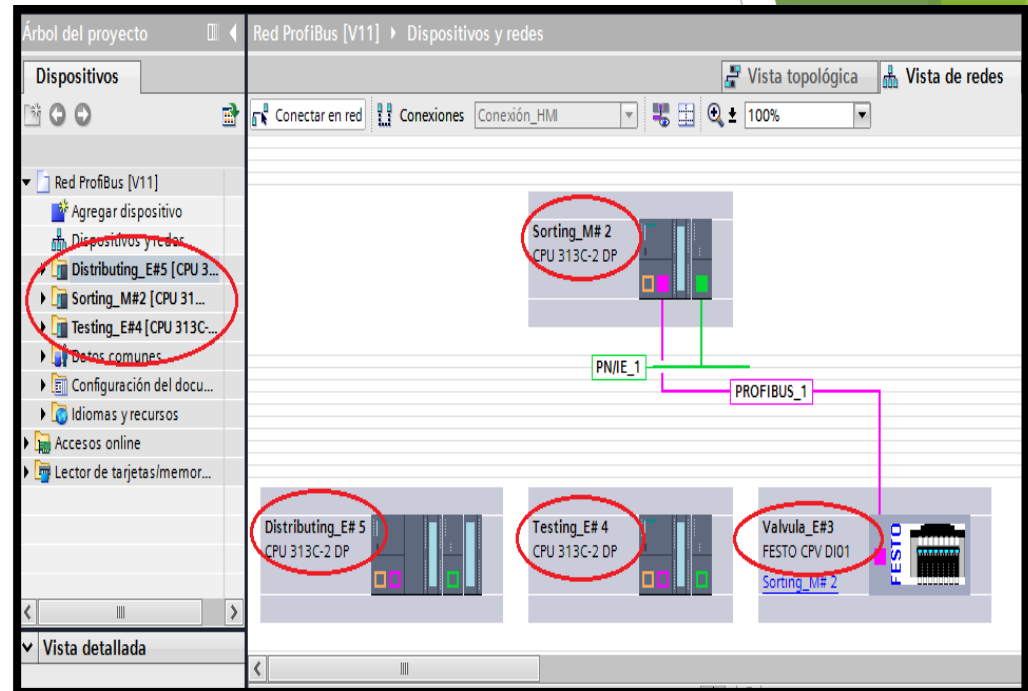 Árbol del proyecto
Red ProfiBus [V11] ▸ Dispositivos y redes
Dispositivos
Vista topológica
Vista de redes
Conectar en red
Conexiones
Conexión_HMI
100%
Red ProfiBus [V11]
Agregar dispositivo
Dispositivos y redes
Distributing_E#5 [CPU 3...
Sorting_M#2 [CPU 31...
Testing_E#4 [CPU 313C-...
Datos comunes
Configuración del docu...
Idiomas y recursos
Accesos online
Lector de tarjetas/memor...
Vista detallada
Sorting_M# 2
CPU 313C-2 DP
PN/IE_1
PROFIBUS_1
Distributing_E# 5
CPU 313C-2 DP
Testing_E# 4
CPU 313C-2 DP
Valvula_E#3
FESTO CPV DI01
Sorting_M# 2
FESTO